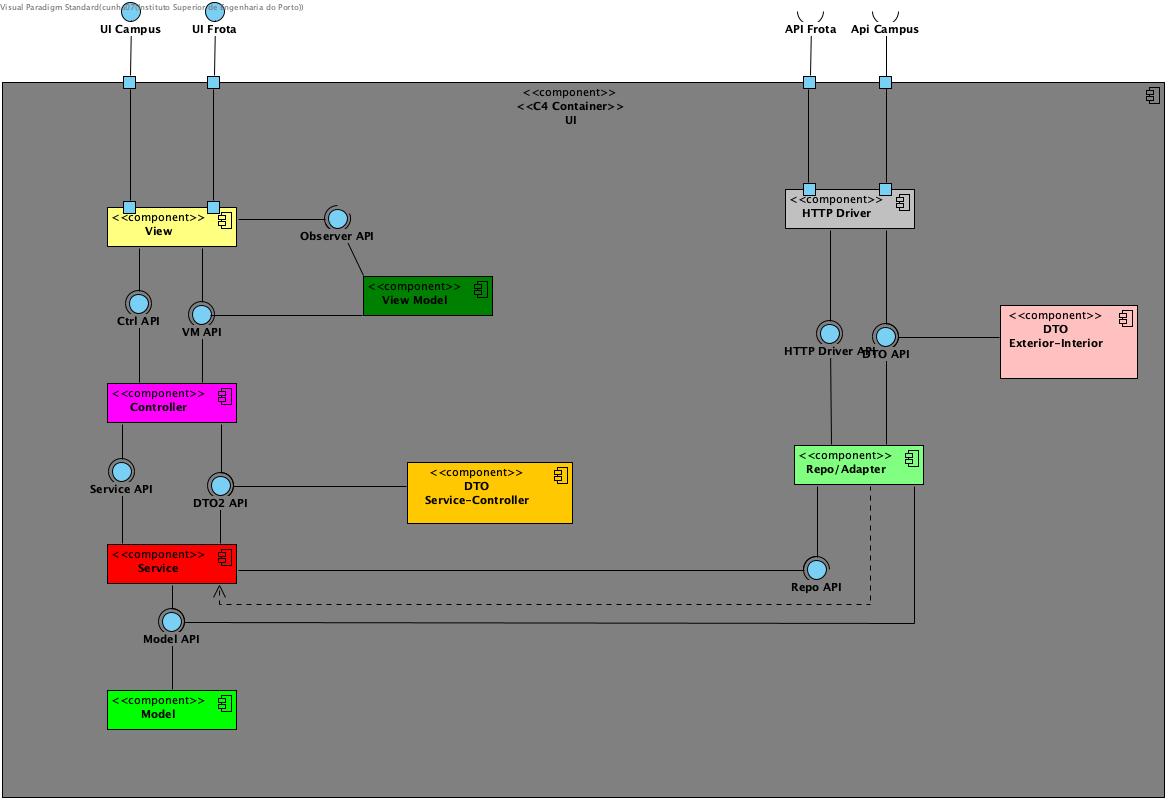 Visual Paradigm Standard(cunha07(Instituto Superior de Engenharia do Porto))
UI Campus
UI Frota
API Frota
Api Campus
<<component>>
<<C4 Container>>
UI
<<component>>
View
Observer API
<<component>>
HTTP Driver
<<component>>
View Model
Ctrl API
VM API
HTTP Driver API
DTO API
<<component>>
DTO
Exterior-Interior
<<component>>
Controller
<<component>>
Repo/Adapter
Service API
DTO2 API
<<component>>
DTO
Service-Controller
<<component>>
Service
Repo API
Model API
<<component>>
Model